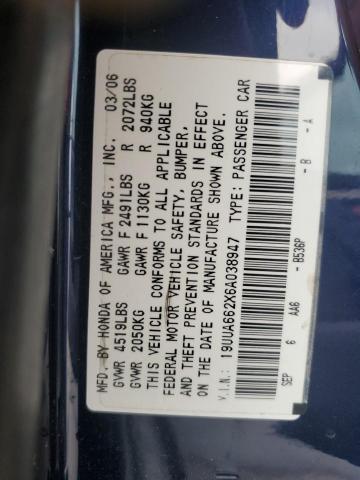 MFD. BY HONDA OF AMERICA MFG., INC. 03/06
GVWR 4519LBS GAWR F 2491LBS R 2072LBS
GVWR 2050KG GAWR F 1130KG R 940KG
THIS VEHICLE CONFORMS TO ALL APPLICABLE
FEDERAL MOTOR VEHICLE SAFETY, BUMPER,
AND THEFT PREVENTION STANDARDS IN EFFECT
ON THE DATE OF MANUFACTURE SHOWN ABOVE.
V.I.N.: 19UUA662X6A038947 TYPE: PASSENGER CAR
SEP 6 AA6 - B536P - B - A